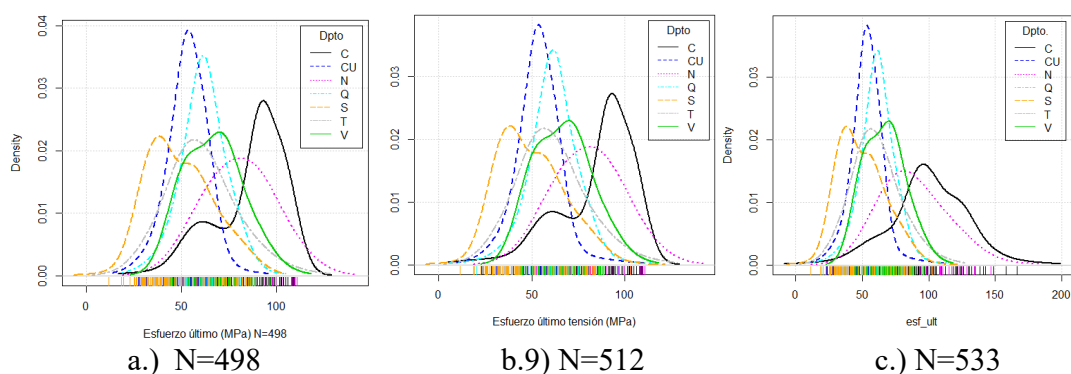 0.04
0.03
0.02
0.01
0.00
Density
Dpto
C
CU
N
Q
S
T
V
0 50 100
Esfuerzo último (MPa) N=498
a.) N=498
0.03
0.02
0.01
0.00
Density
Dpto
C
CU
N
Q
S
T
V
0 50 100
Esfuerzo último tensión (MPa)
b.9) N=512
0.03
0.02
0.01
0.00
Density
Dpto.
C
CU
N
Q
S
T
V
0 50 100 150 200
esf_ult
c.) N=533